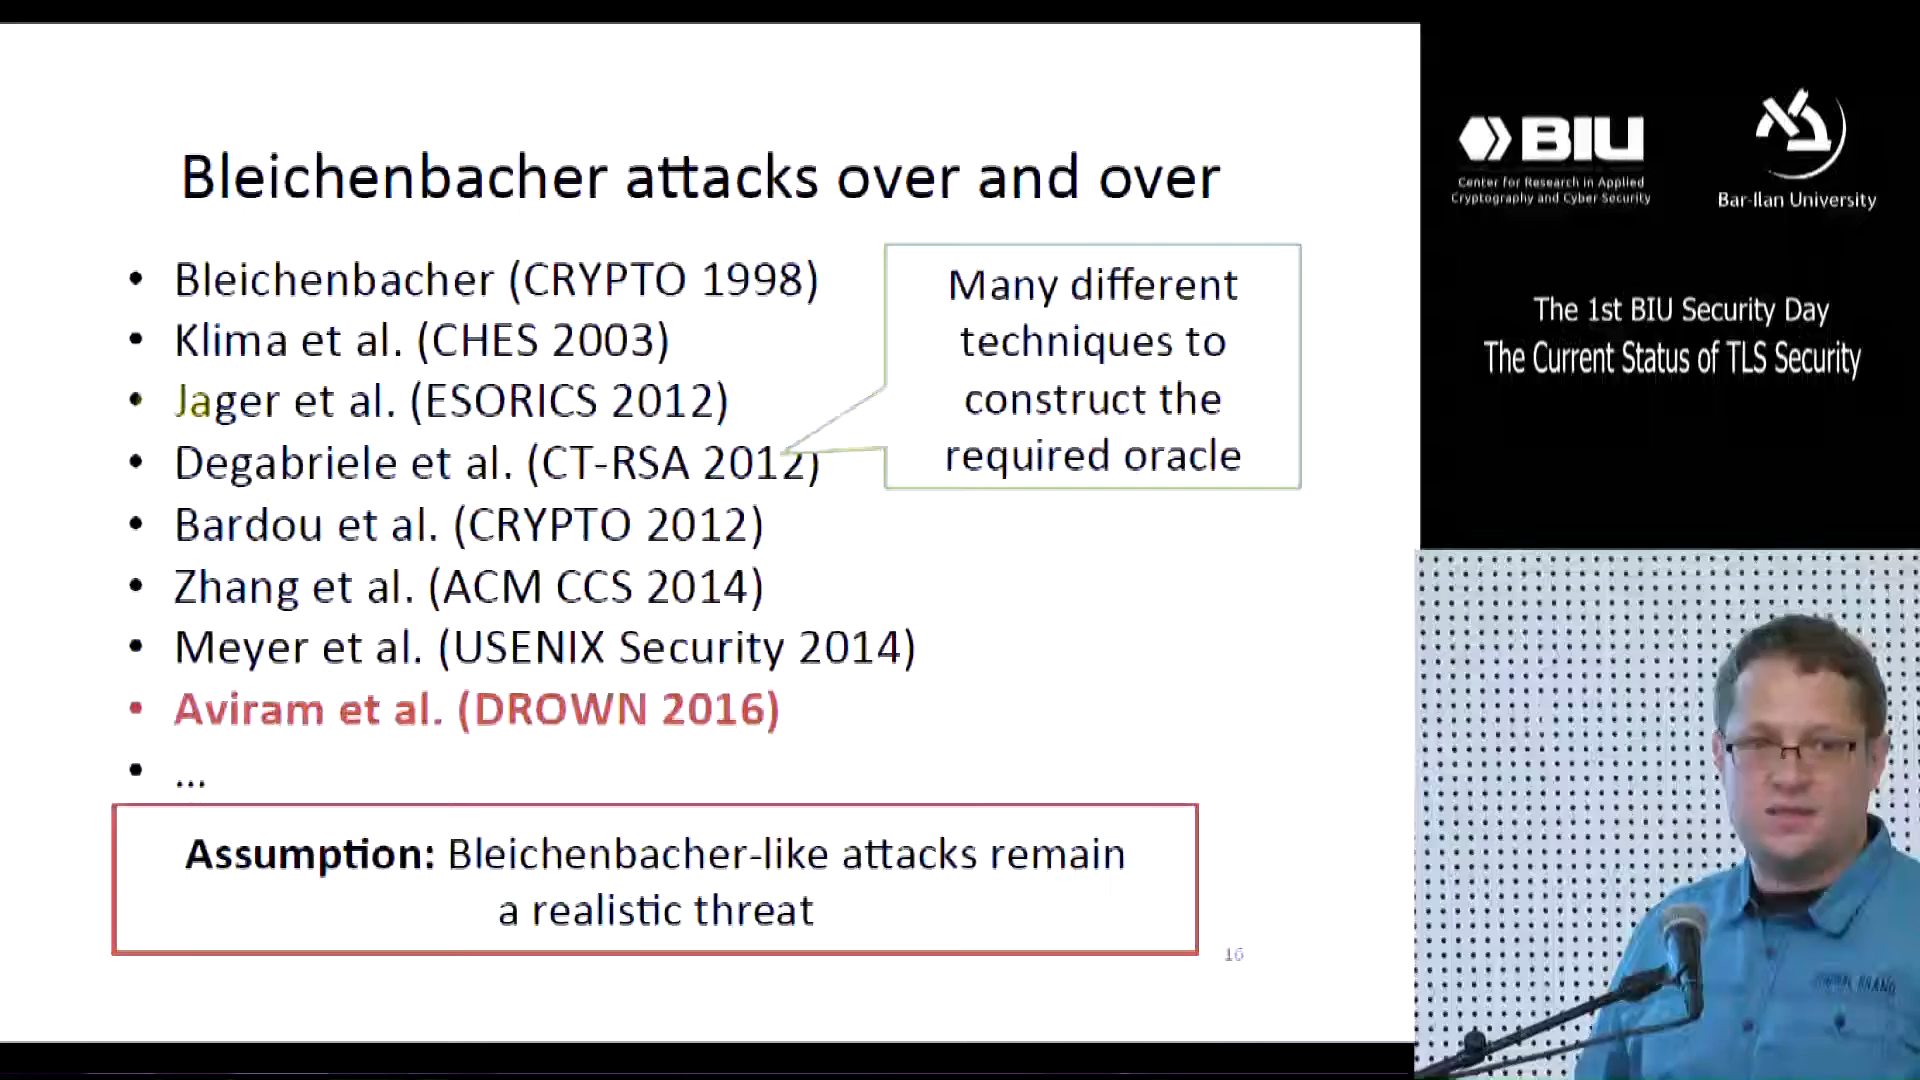 Bleichenbacher attacks over and over
• Bleichenbacher (CRYPTO 1998)
• Klima et al. (CHES 2003)
• Jager et al. (ESORICS 2012)
• Degabriele et al. (CT-RSA 2012)
• Bardou et al. (CRYPTO 2012)
• Zhang et al. (ACM CCS 2014)
• Meyer et al. (USENIX Security 2014)
• Aviram et al. (DROWN 2016)
• ...
Many different
techniques to
construct the
required oracle
Assumption: Bleichenbacher-like attacks remain
a realistic threat
16
BIU
Center for Research in Applied
Cryptography and Cyber Security
Bar-Ilan University
The 1st BIU Security Day
The Current Status of TLS Security